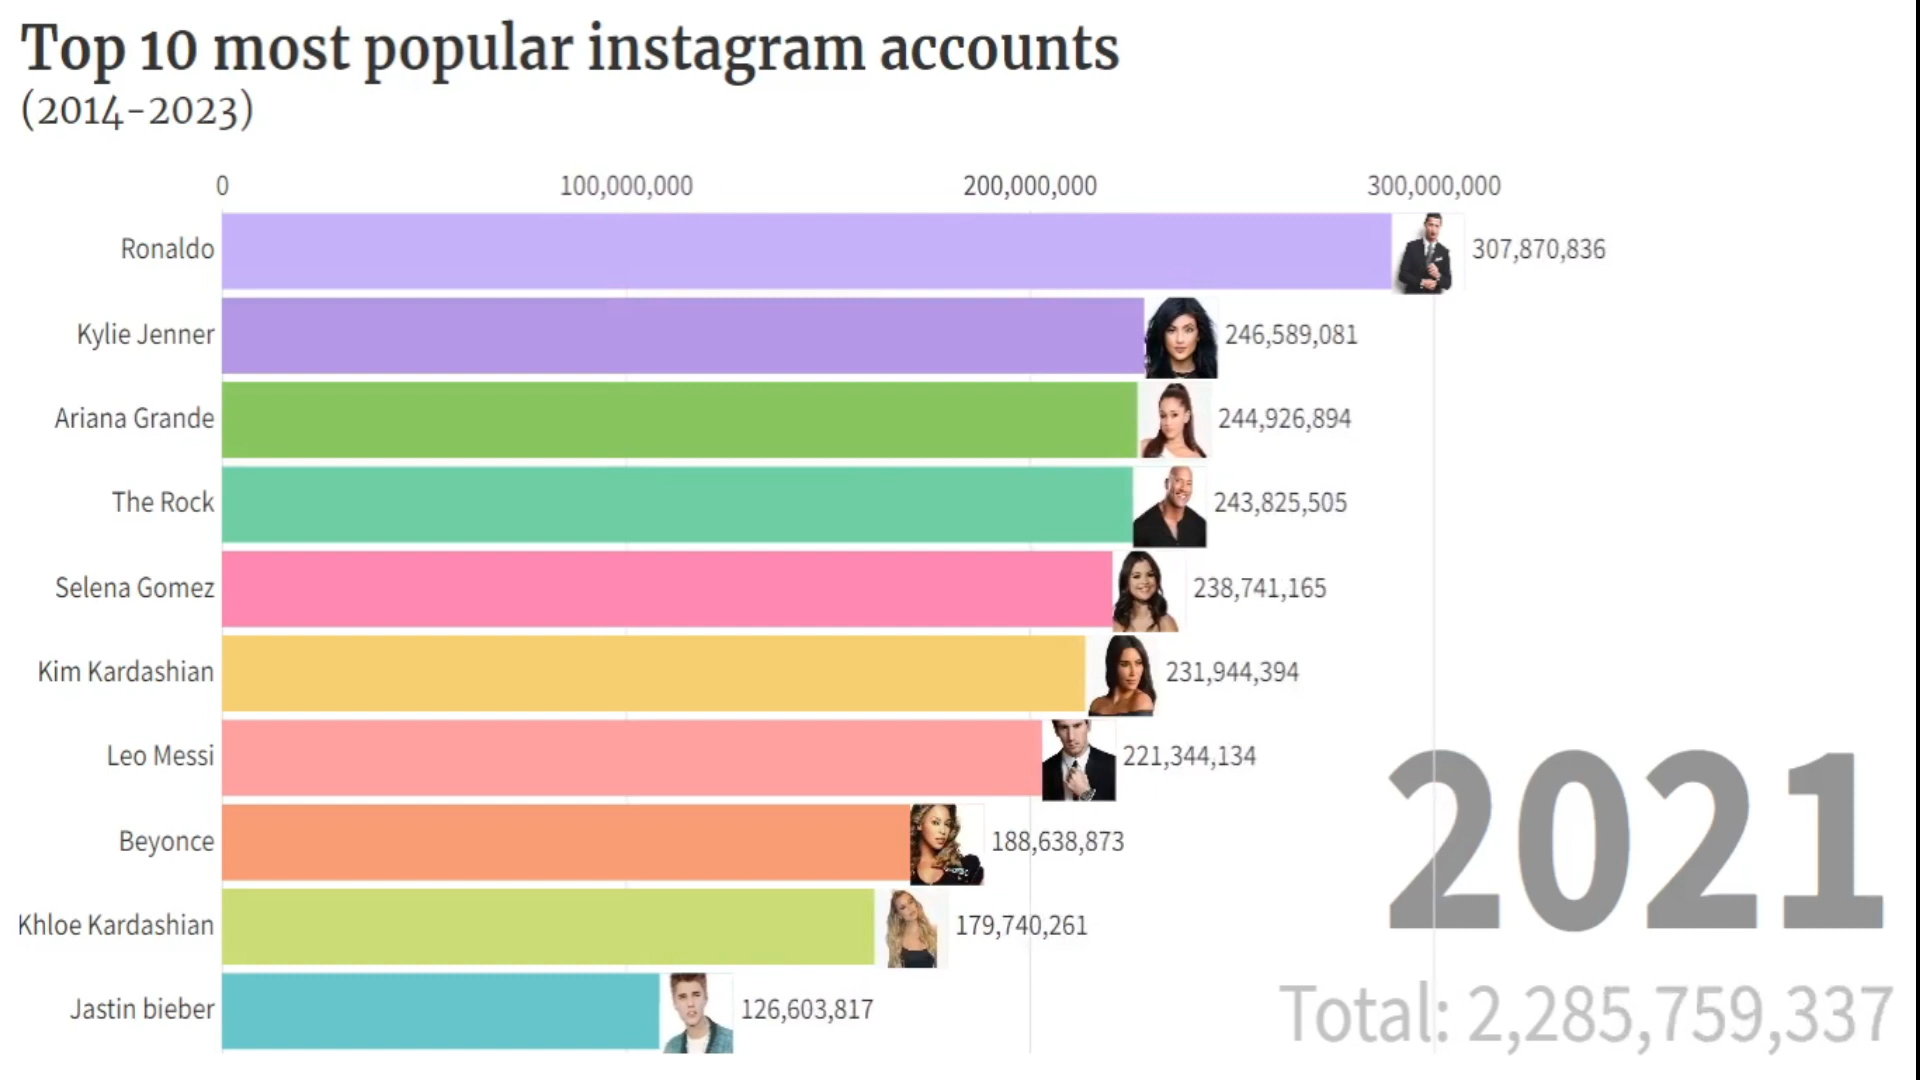 Top 10 most popular instagram accounts
(2014-2023)
0 100,000,000 200,000,000 300,000,000
Ronaldo 307,870,836
Kylie Jenner 246,589,081
Ariana Grande 244,926,894
The Rock 243,825,505
Selena Gomez 238,741,165
Kim Kardashian 231,944,394
Leo Messi 221,344,134
Beyonce 188,638,873
Khloe Kardashian 179,740,261
Jastin bieber 126,603,817
2021
Total: 2,285,759,337